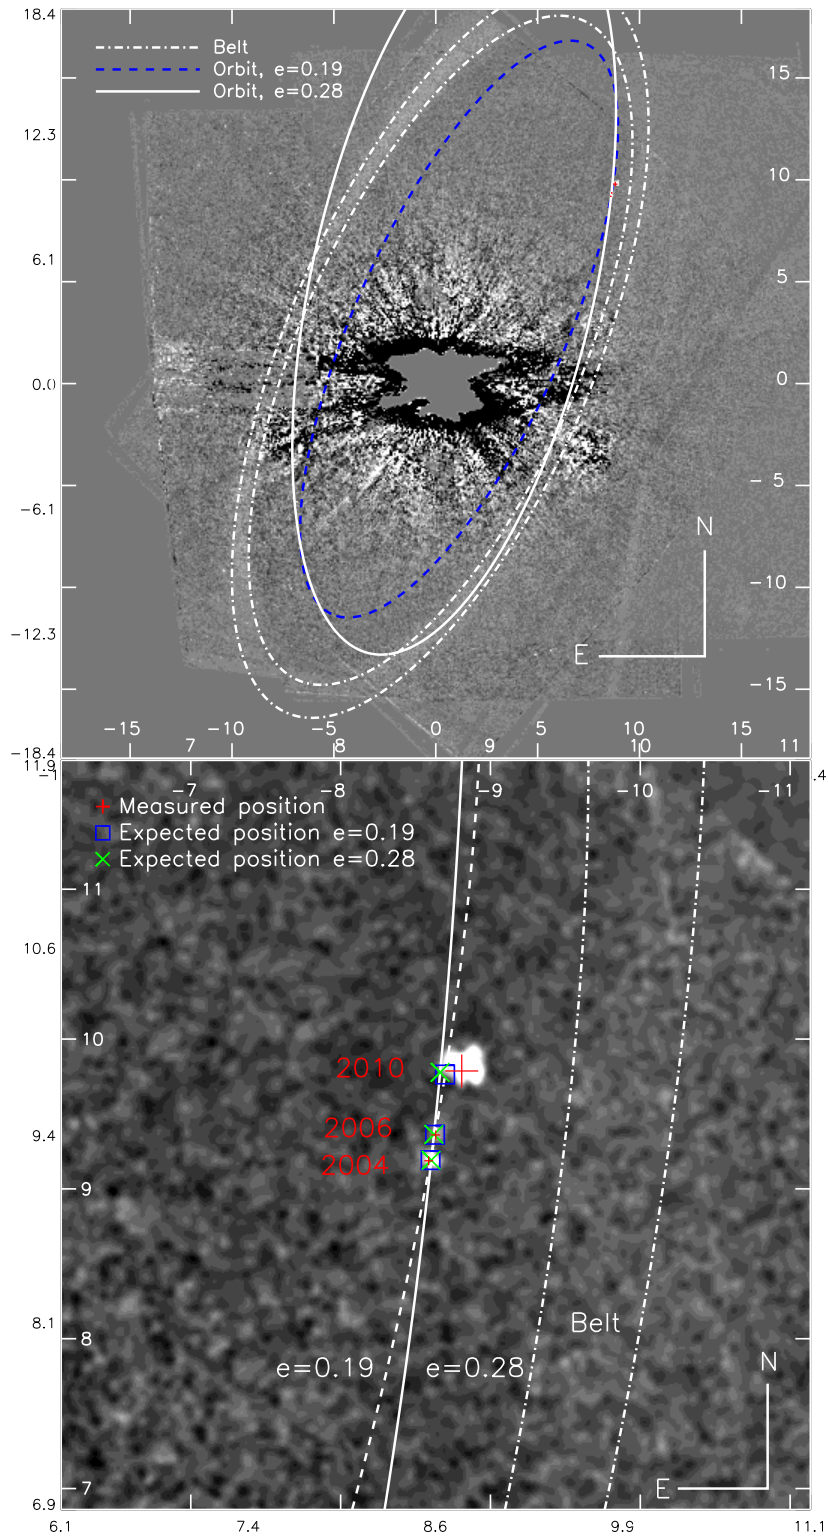 18.4
Belt
Orbit, e=0.19
Orbit, e=0.28
15
12.3
10
6.1
5
0.0
0
−6.1
− 5
N
−10
−12.3
E
−15
−15 −10 −5 0 5 10 15
−18.4
7 8 9 10 11
11.9
−1
.4
−7 −8 −9 −10 −11
Measured position
Expected position e=0.19
Expected position e=0.28
11
10.6
10
2010
9.4
2006
2004
9
8.1
8
Belt
e=0.19
e=0.28
N
7
E
6.9
6.1 7.4 8.6 9.9 11.1